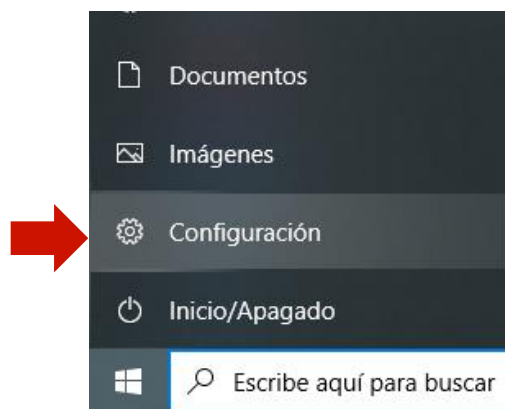 Documentos
Imágenes
Configuración
Inicio/Apagado
Escribe aquí para buscar